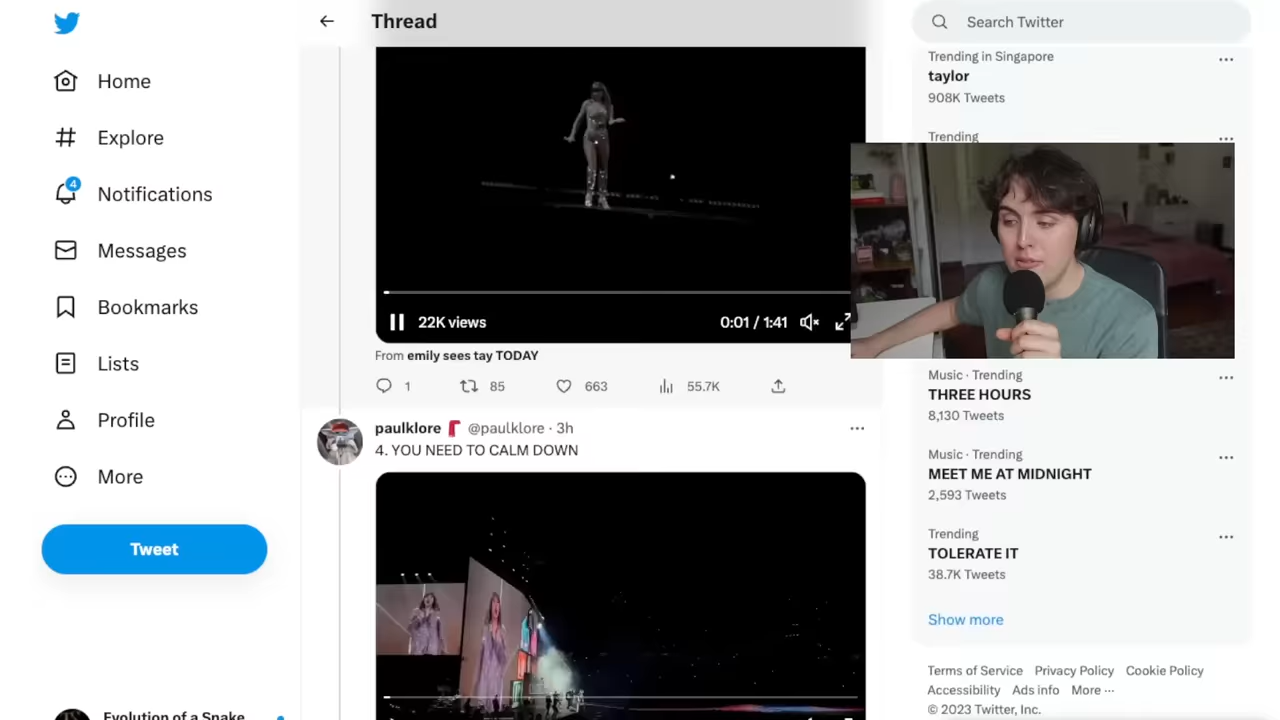 Thread
Search Twitter
Home
Explore
4
Notifications
Messages
Bookmarks
Lists
Profile
More
Tweet
Evolution of a Snake
22K views
0:01 / 1:41
From emily sees tay TODAY
1
85
663
55.7K
paulklore @paulklore · 3h
4. YOU NEED TO CALM DOWN
Trending in Singapore
taylor
908K Tweets
Trending
Music · Trending
THREE HOURS
8,130 Tweets
Music · Trending
MEET ME AT MIDNIGHT
2,593 Tweets
Trending
TOLERATE IT
38.7K Tweets
Show more
Terms of Service Privacy Policy Cookie Policy
Accessibility Ads info More ···
© 2023 Twitter, Inc.